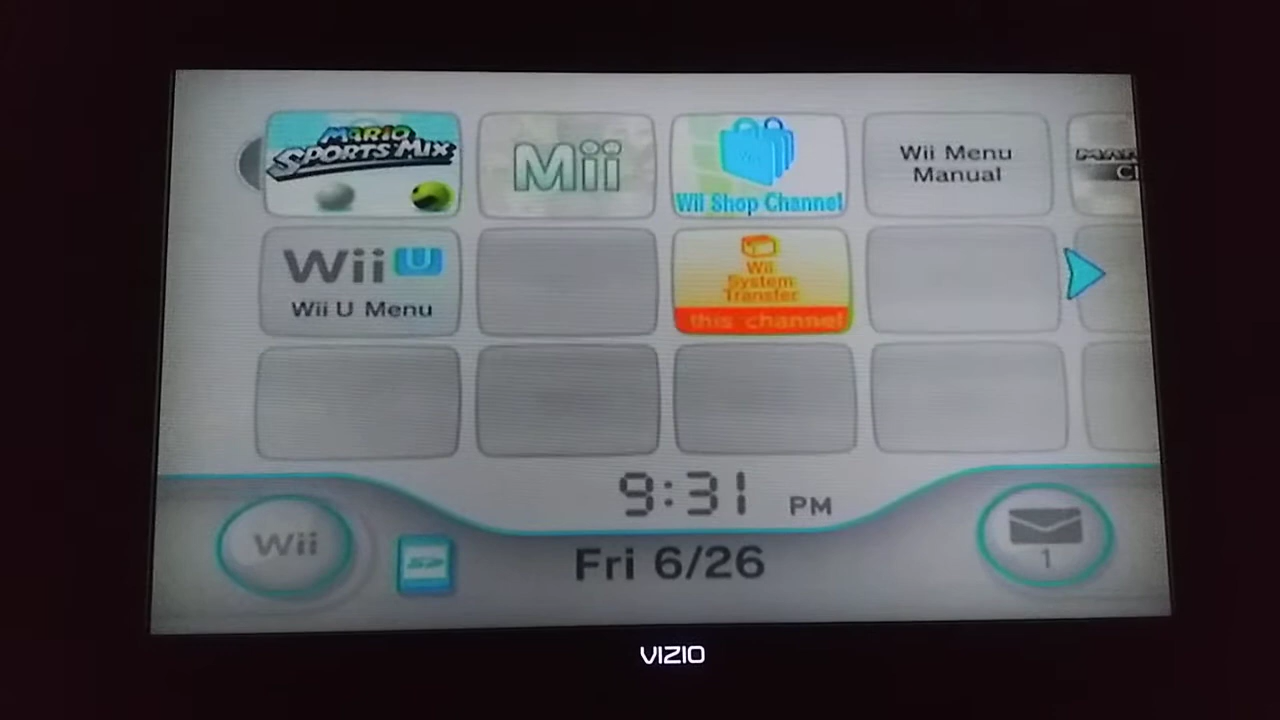 MARIO
SPORTS MIX
Mii
Wii Shop Channel
Wii Menu
Manual
Wii U
Wii U Menu
Wii
System
Transfer
this channel
9:31 PM
Wii
SD
Fri 6/26
1
VIZIO